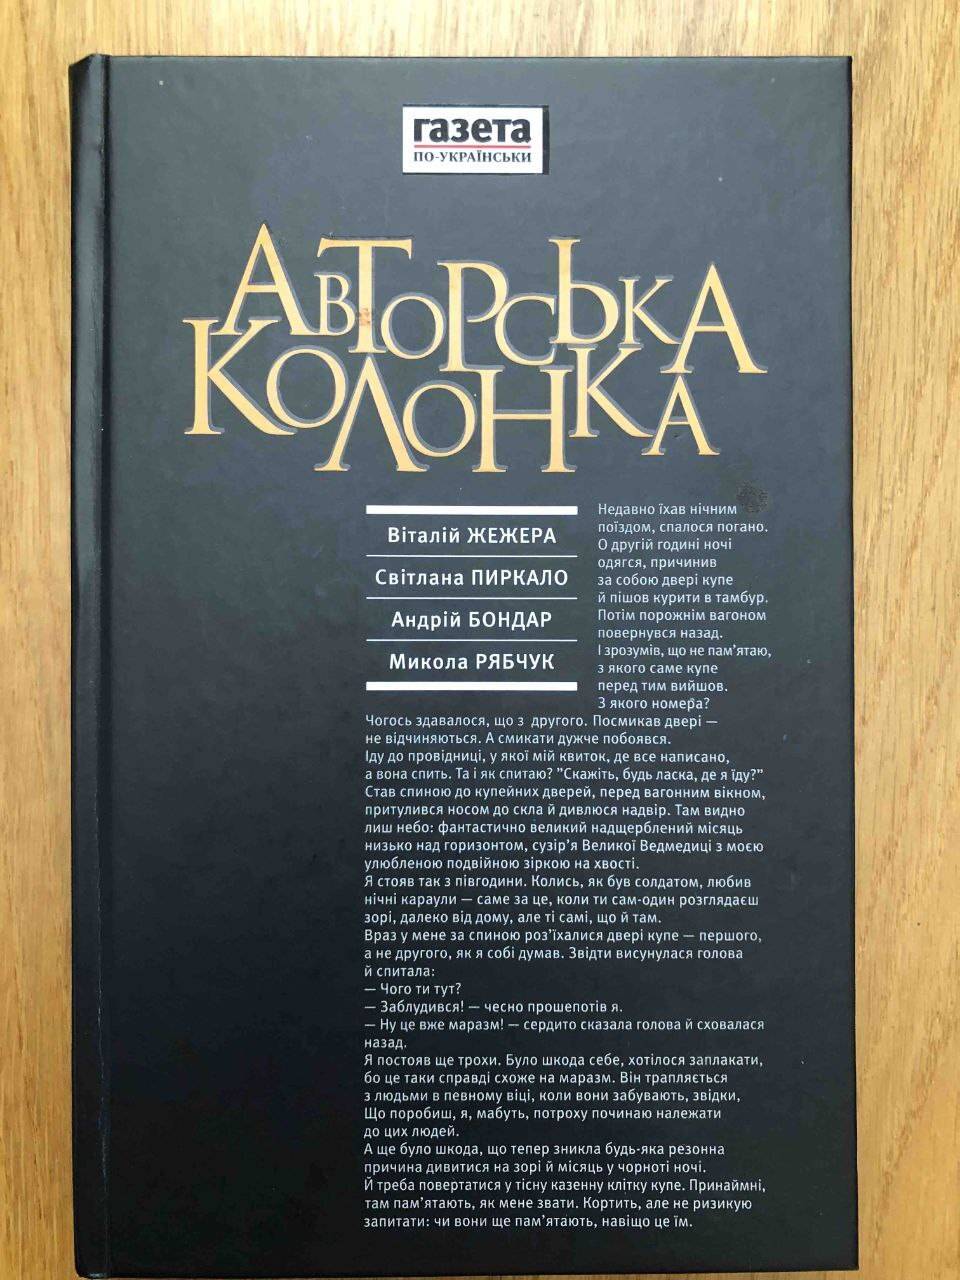 газета
ПО-УКРАЇНСЬКИ
АВТОРСЬКА
КОЛОНКА
Віталій ЖЕЖЕРА
Світлана ПИРКАЛО
Андрій БОНДАР
Микола РЯБЧУК
Недавно їхав нічним
поїздом, спалося погано.
О другій годині ночі
одягся, причинив
за собою двері купе
й пішов курити в тамбур.
Потім порожнім вагоном
повернувся назад.
І зрозумів, що не пам'ятаю,
з якого саме купе
перед тим вийшов.
З якого номера?
Чогось здавалося, що з другого. Посмикав двері —
не відчиняються. А смикати дужче побоявся.
Іду до провідниці, у якої мій квиток, де все написано,
а вона спить. Та і як спитаю? "Скажіть, будь ласка, де я їду?"
Став спиною до купейних дверей, перед вагонним вікном,
притулився носом до скла й дивлюся надвір. Там видно
лиш небо: фантастично великий надщерблений місяць
низько над горизонтом, сузір'я Великої Ведмедиці з моєю
улюбленою подвійною зіркою на хвості.
Я стояв так з півгодини. Колись, як був солдатом, любив
нічні караули — саме за це, коли ти сам-один розглядаєш
зорі, далеко від дому, але ті самі, що й там.
Враз у мене за спиною роз'їхалися двері купе — першого,
а не другого, як я собі думав. Звідти висунулася голова
й спитала:
— Чого ти тут?
— Заблудився! — чесно прошепотів я.
— Ну це вже маразм! — сердито сказала голова й сховалася
назад.
Я постояв ще трохи. Було шкода себе, хотілося заплакати,
бо це таки справді схоже на маразм. Він трапляється
з людьми в певному віці, коли вони забувають, звідки,
Що поробиш, я, мабуть, потроху починаю належати
до цих людей.
А ще було шкода, що тепер зникла будь-яка резонна
причина дивитися на зорі й місяць у чорноті ночі.
Й треба повертатися у тісну казенну клітку купе. Принаймні,
там пам'ятають, як мене звати. Кортить, але не ризикую
запитати: чи вони ще пам'ятають, навіщо це їм.